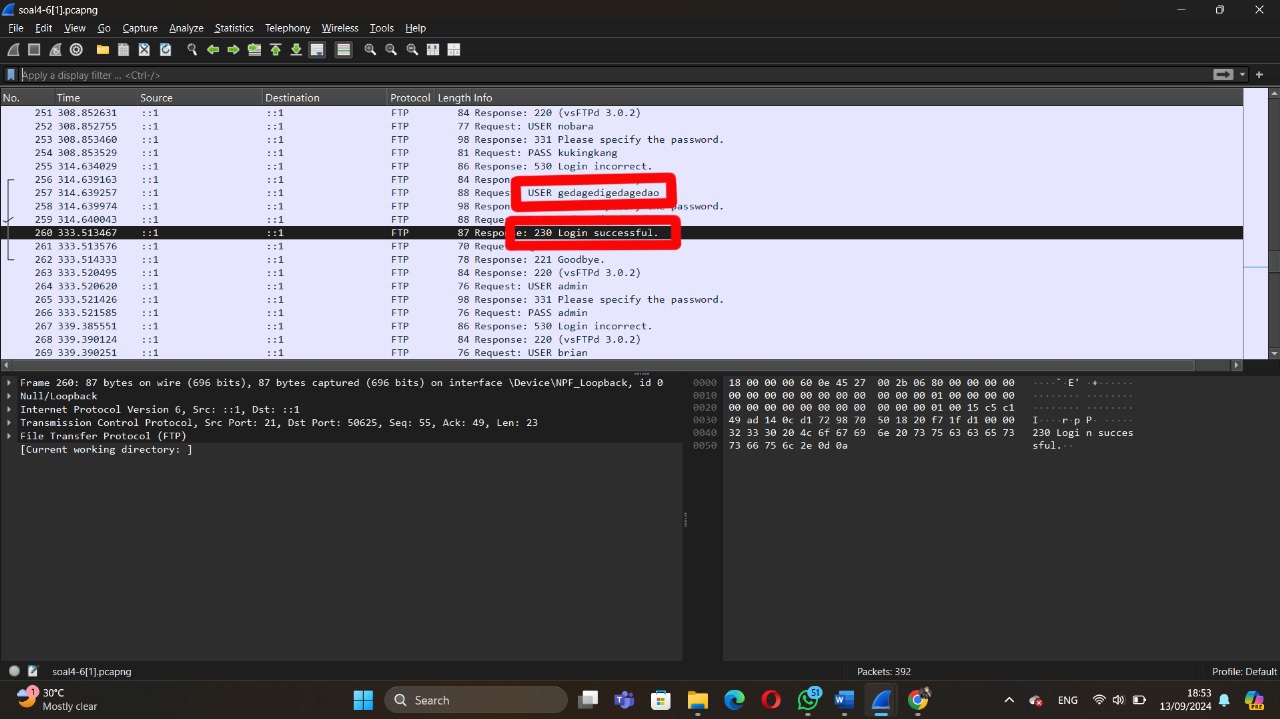 soal4-6[1].pcapng
File Edit View Go Capture Analyze Statistics Telephony Wireless Tools Help
Apply a display filter ... <Ctrl-/>
No. Time Source Destination Protocol Length Info
251 308.852631 ::1 ::1 FTP 84 Response: 220 (vsFTPd 3.0.2)
252 308.852755 ::1 ::1 FTP 77 Request: USER nobara
253 308.853460 ::1 ::1 FTP 98 Response: 331 Please specify the password.
254 308.853529 ::1 ::1 FTP 81 Request: PASS kukingkang
255 314.634029 ::1 ::1 FTP 86 Response: 530 Login incorrect.
256 314.639163 ::1 ::1 FTP 84 Respon
257 314.639257 ::1 ::1 FTP 88 Reques USER gedagedigedagedao
258 314.639974 ::1 ::1 FTP 98 Respon password.
259 314.640043 ::1 ::1 FTP 88 Reque
260 333.513467 ::1 ::1 FTP 87 Response: 230 Login successful.
261 333.513576 ::1 ::1 FTP 70 Reque
262 333.514333 ::1 ::1 FTP 78 Response: 221 Goodbye.
263 333.520495 ::1 ::1 FTP 84 Response: 220 (vsFTPd 3.0.2)
264 333.520620 ::1 ::1 FTP 76 Request: USER admin
265 333.521426 ::1 ::1 FTP 98 Response: 331 Please specify the password.
266 333.521585 ::1 ::1 FTP 76 Request: PASS admin
267 339.385551 ::1 ::1 FTP 86 Response: 530 Login incorrect.
268 339.390124 ::1 ::1 FTP 84 Response: 220 (vsFTPd 3.0.2)
269 339.390251 ::1 ::1 FTP 76 Request: USER brian
Frame 260: 87 bytes on wire (696 bits), 87 bytes captured (696 bits) on interface \Device\NPF_Loopback, id 0
Null/Loopback
Internet Protocol Version 6, Src: ::1, Dst: ::1
Transmission Control Protocol, Src Port: 21, Dst Port: 50625, Seq: 55, Ack: 49, Len: 23
File Transfer Protocol (FTP)
[Current working directory: ]
0000 18 00 00 00 60 0e 45 27 00 2b 06 80 00 00 00 00 ····`·E' ·+······
0010 00 00 00 00 00 00 00 00 00 00 01 00 00 00 00 00 ········ ········
0020 00 00 00 00 00 00 00 00 00 00 01 00 15 c5 c1 ········ ·······
0030 49 ad 14 0c d1 72 98 70 50 18 20 f7 1f d1 00 00 I····r·p P· ·····
0040 32 33 30 20 4c 6f 67 69 6e 20 73 75 63 63 65 73 230 Logi n succes
0050 73 66 75 6c 2e 0d 0a sful.··
soal4-6[1].pcapng
Packets: 392
Profile: Default
1
30°C
Mostly clear
Search
51
ENG
18:53
13/09/2024
PRE